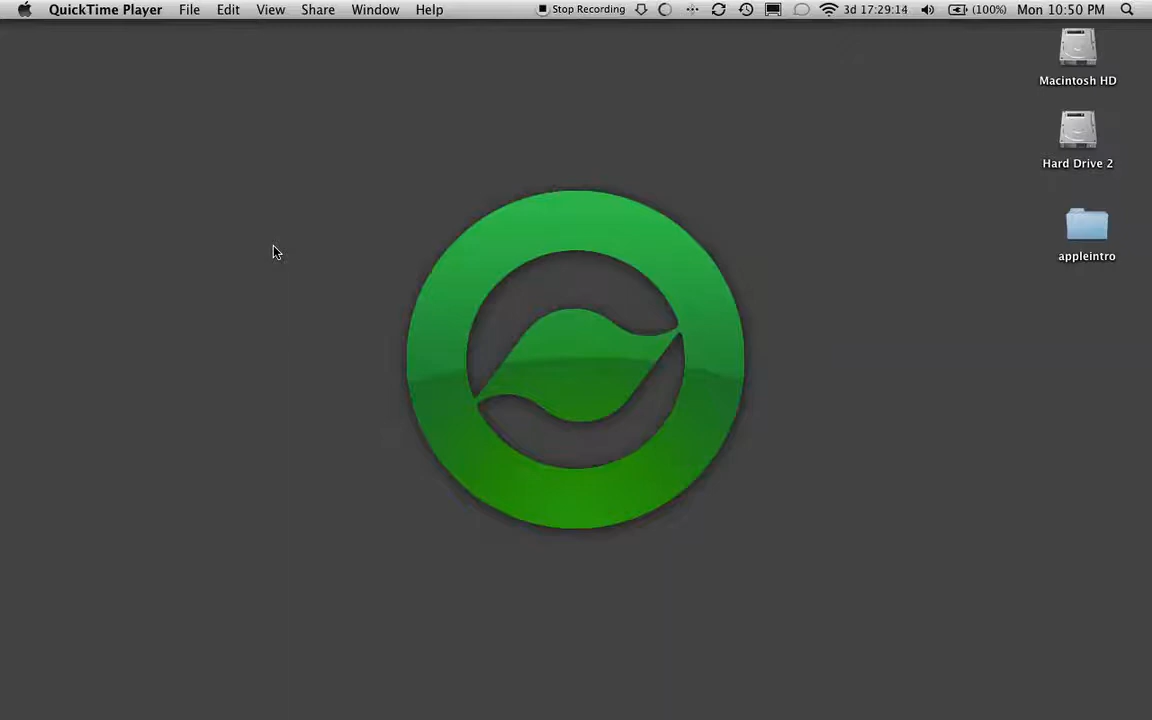 QuickTime Player File Edit View Share Window Help Stop Recording 3d 17:29:14 (100%) Mon 10:50 PM
Macintosh HD
Hard Drive 2
appleintro